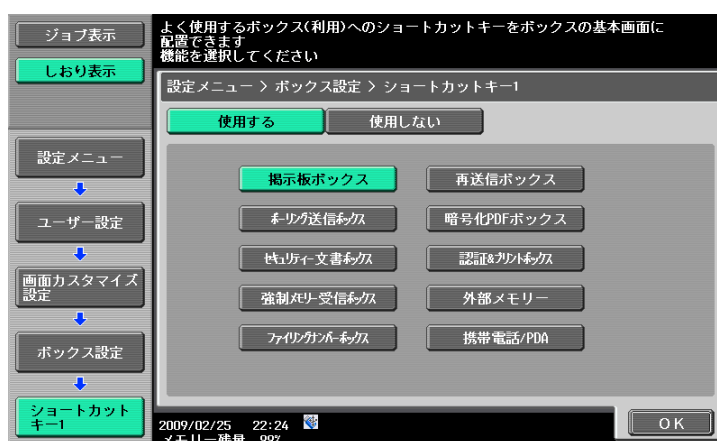 ジョブ表示
しおり表示
よく使用するボックス(利用)へのショートカットキーをボックスの基本画面に
配置できます
機能を選択してください
設定メニュー > ボックス設定 > ショートカットキー1
使用する
使用しない
設定メニュー
ユーザー設定
画面カスタマイズ
設定
ボックス設定
ショートカット
キー1
掲示板ボックス
再送信ボックス
ポーリング送信ボックス
暗号化PDFボックス
セキュリティー文書ボックス
認証&プリントボックス
強制メモリー受信ボックス
外部メモリー
ファイリングナンバーボックス
携帯電話/PDA
2009/02/25 22:24
メモリー残量 99%
OK